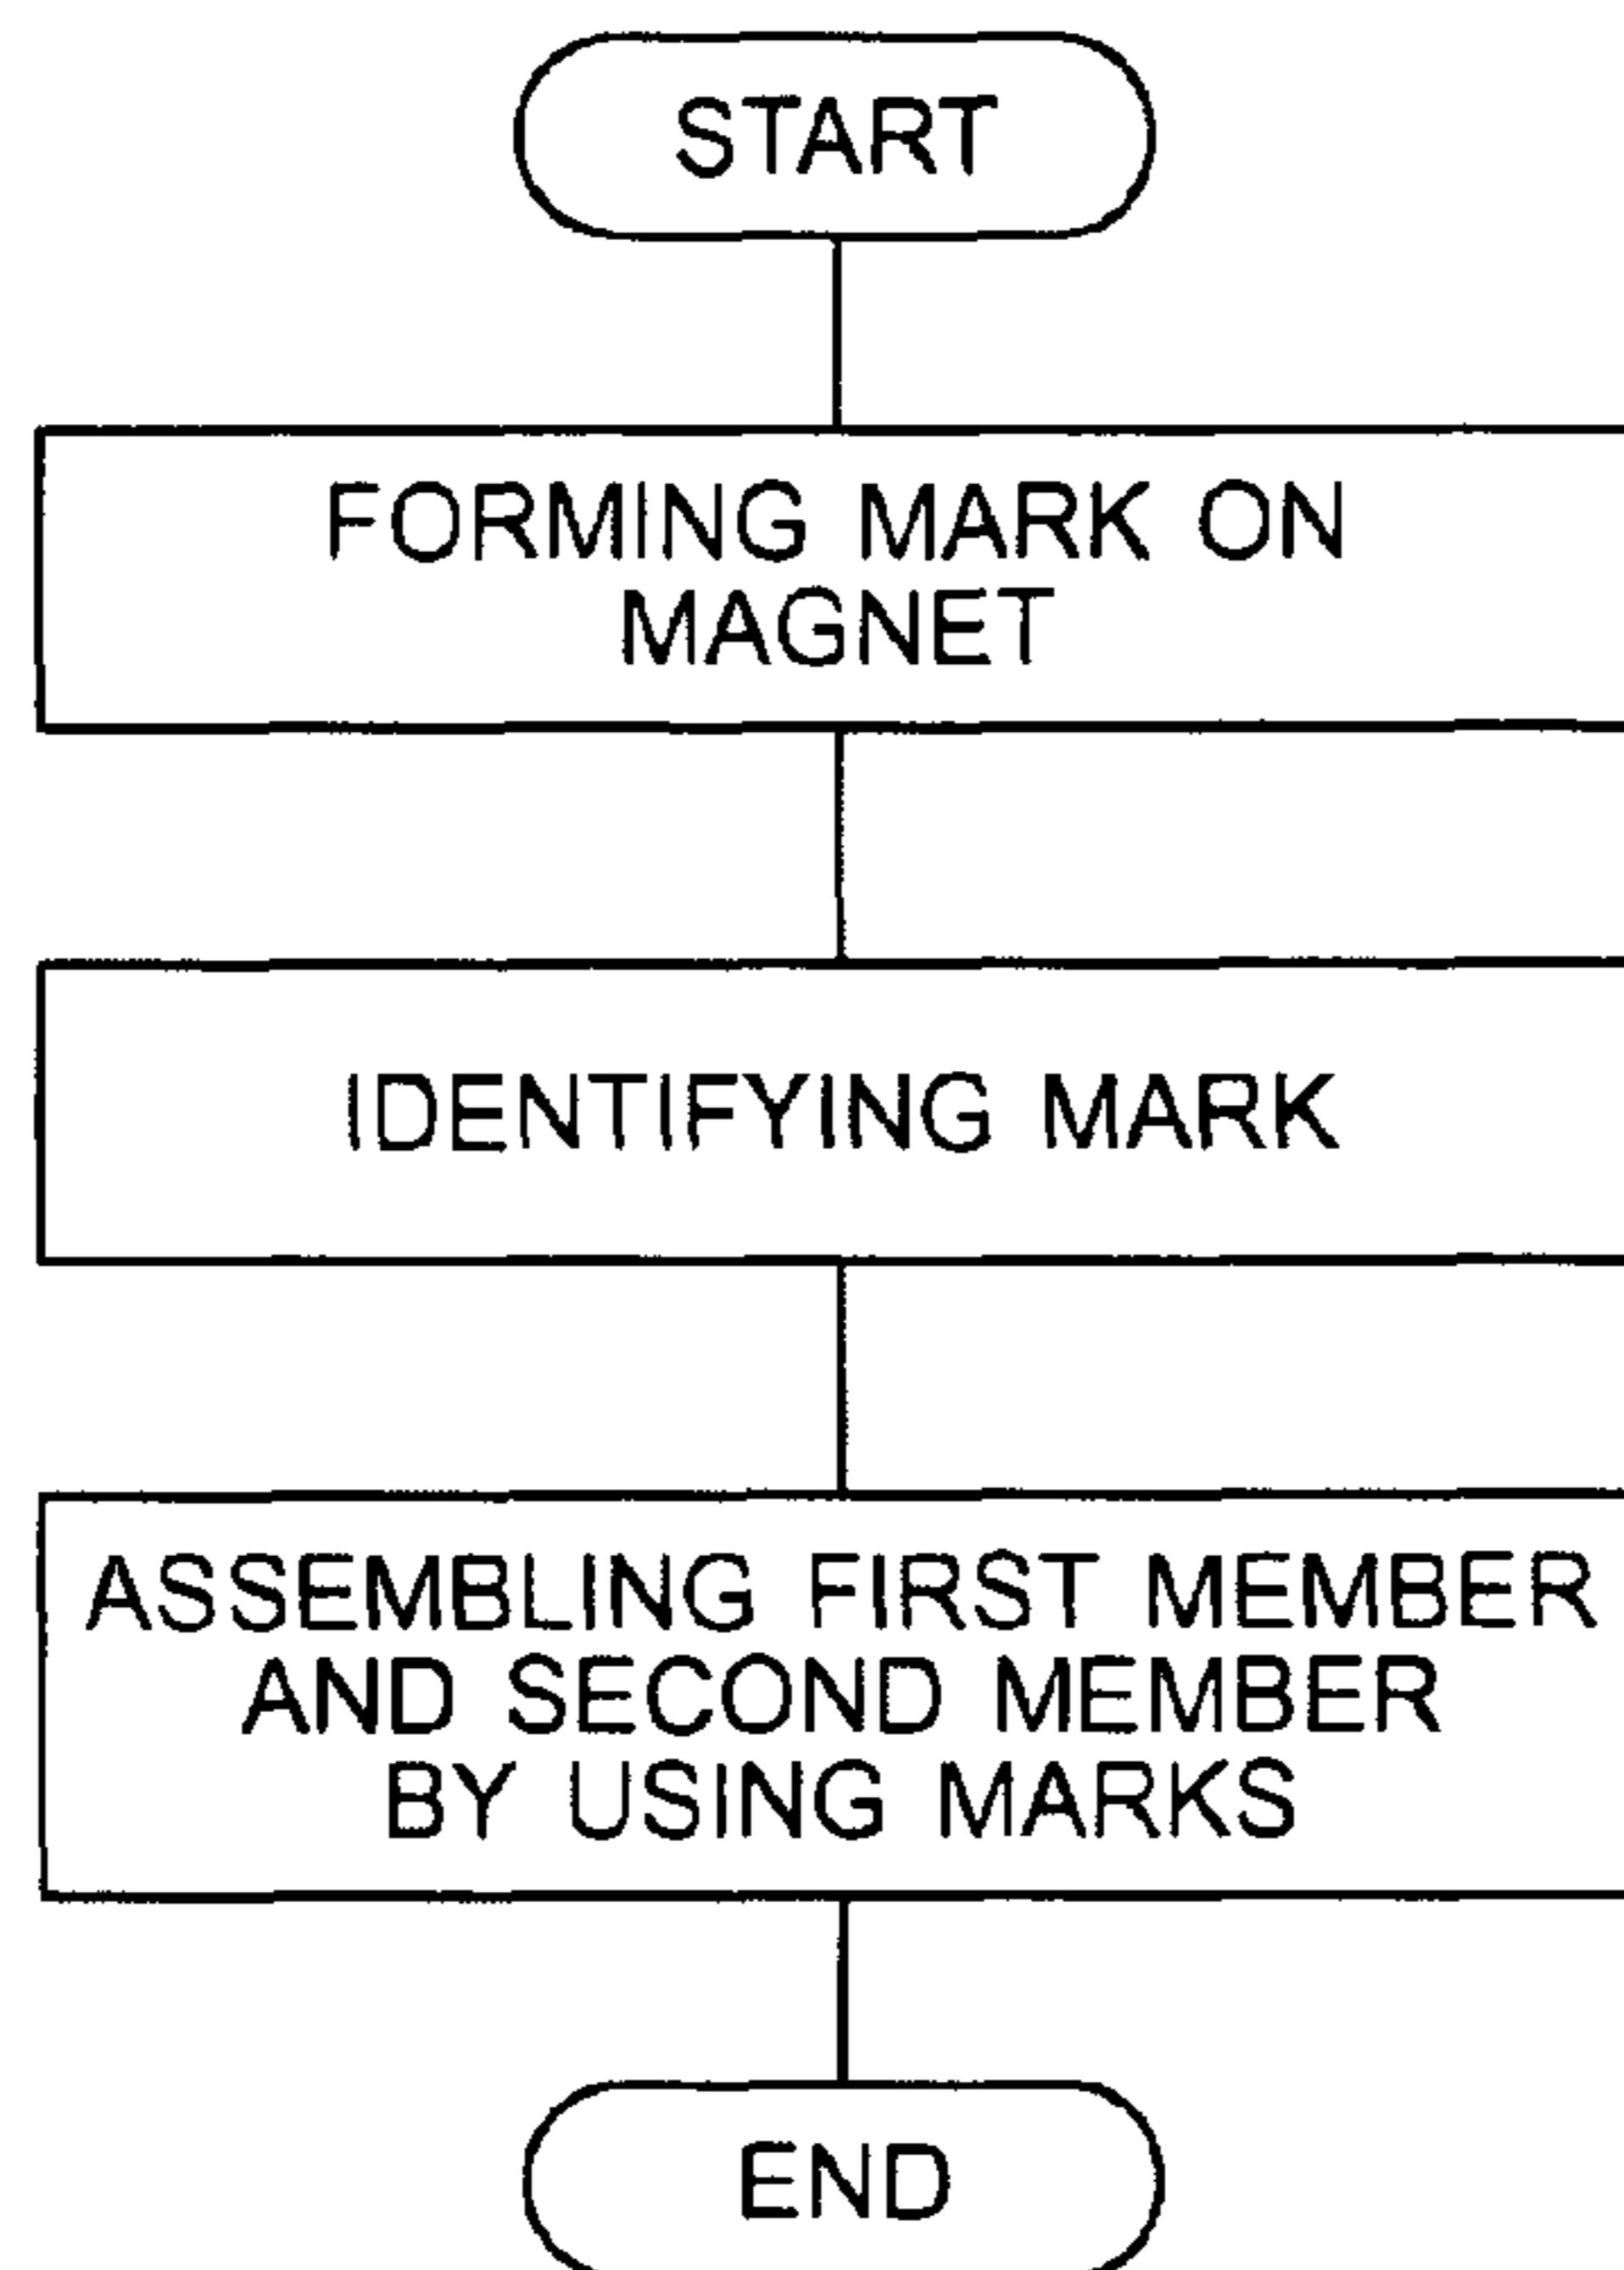 START
FORMING MARK ON
MAGNET
IDENTIFYING MARK
ASSEMBLING FIRST MEMBER
AND SECOND MEMBER
BY USING MARKS
END